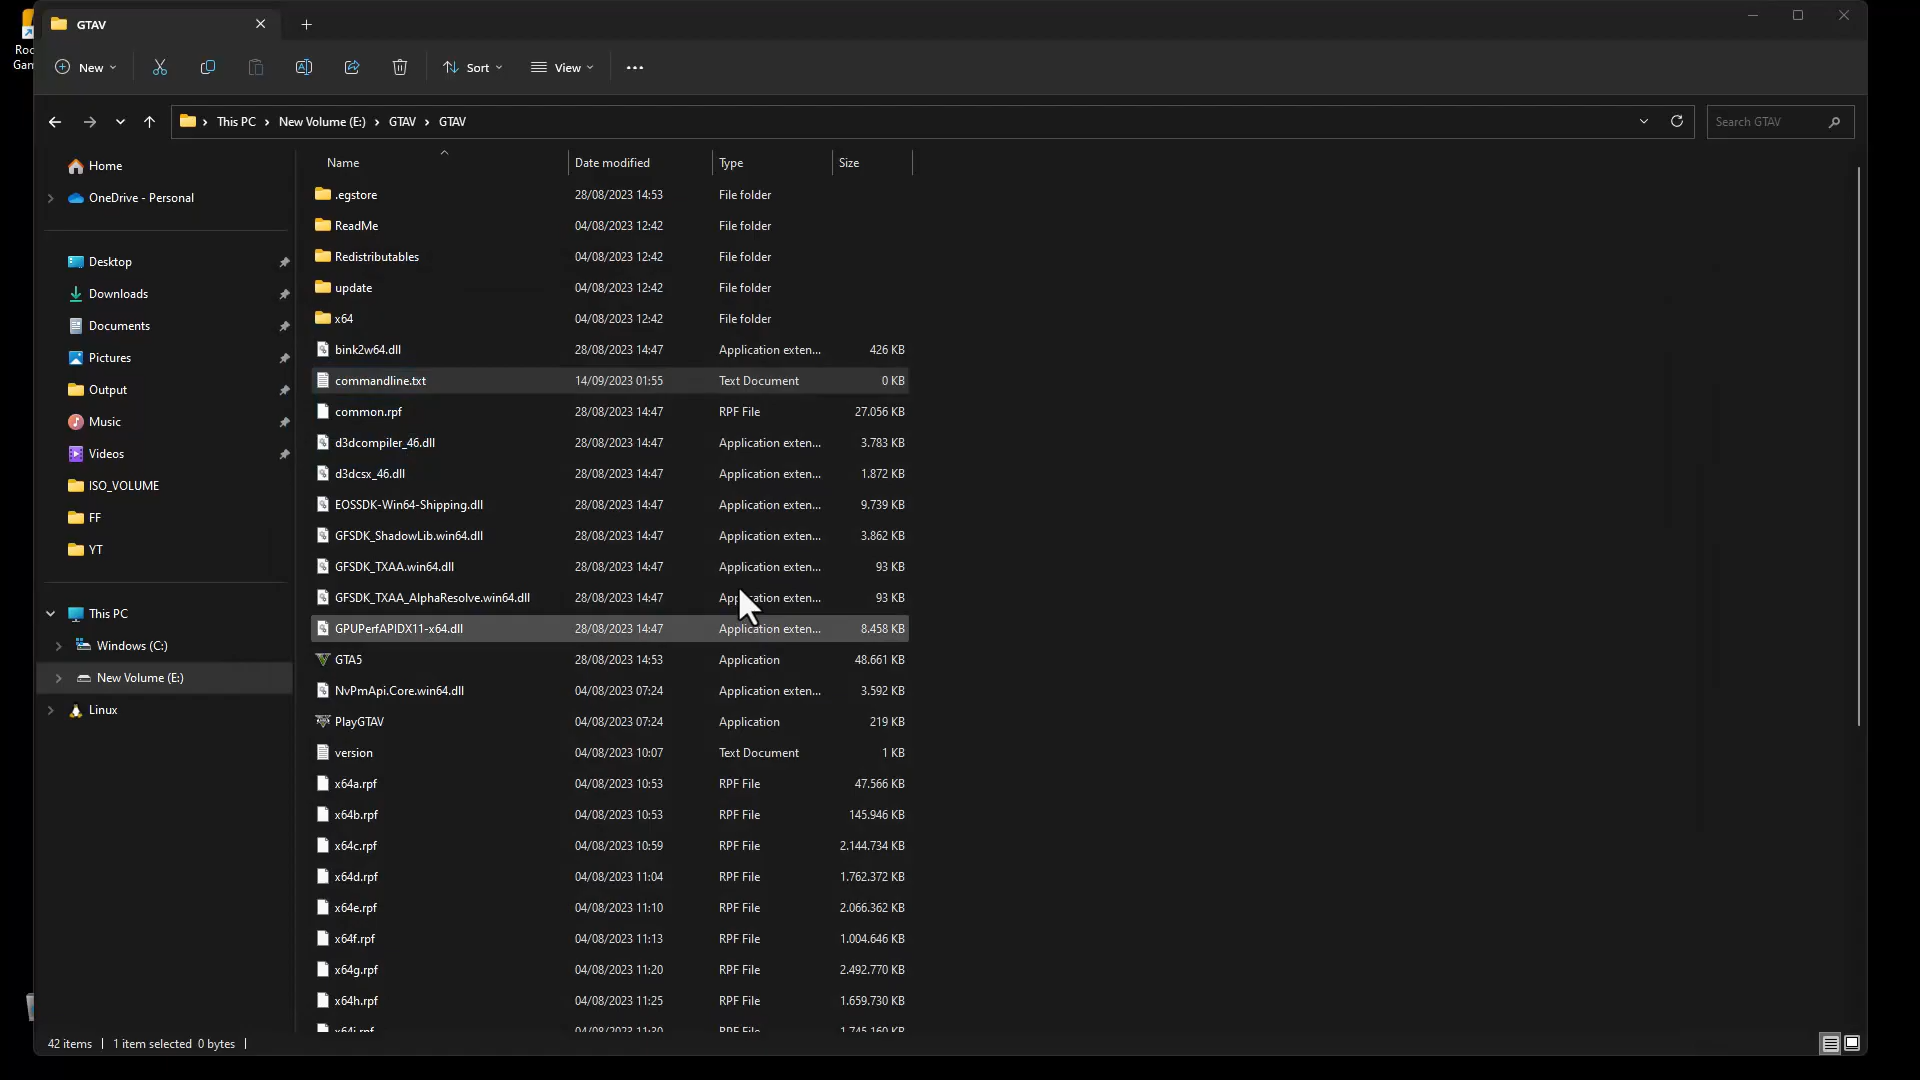 GTAV
Roc
Gan
New Sort View
This PC New Volume (E:) GTAV GTAV Search GTAV
Name Date modified Type Size
Home
OneDrive - Personal
Desktop
Downloads
Documents
Pictures
Output
Music
Videos
ISO_VOLUME
FF
YT
This PC
Windows (C:)
New Volume (E:)
Linux
.egstore 28/08/2023 14:53 File folder
ReadMe 04/08/2023 12:42 File folder
Redistributables 04/08/2023 12:42 File folder
update 04/08/2023 12:42 File folder
x64 04/08/2023 12:42 File folder
bink2w64.dll 28/08/2023 14:47 Application exten... 426 KB
commandline.txt 14/09/2023 01:55 Text Document 0 KB
common.rpf 28/08/2023 14:47 RPF File 27.056 KB
d3dcompiler_46.dll 28/08/2023 14:47 Application exten... 3.783 KB
d3dcsx_46.dll 28/08/2023 14:47 Application exten... 1.872 KB
EOSSDK-Win64-Shipping.dll 28/08/2023 14:47 Application exten... 9.739 KB
GFSDK_ShadowLib.win64.dll 28/08/2023 14:47 Application exten... 3.862 KB
GFSDK_TXAA.win64.dll 28/08/2023 14:47 Application exten... 93 KB
GFSDK_TXAA_AlphaResolve.win64.dll 28/08/2023 14:47 Application exten... 93 KB
GPUPerfAPIDX11-x64.dll 28/08/2023 14:47 Application exten... 8.458 KB
GTA5 28/08/2023 14:53 Application 48.661 KB
NvPmApi.Core.win64.dll 04/08/2023 07:24 Application exten... 3.592 KB
PlayGTAV 04/08/2023 07:24 Application 219 KB
version 04/08/2023 10:07 Text Document 1 KB
x64a.rpf 04/08/2023 10:53 RPF File 47.566 KB
x64b.rpf 04/08/2023 10:53 RPF File 145.946 KB
x64c.rpf 04/08/2023 10:59 RPF File 2.144.734 KB
x64d.rpf 04/08/2023 11:04 RPF File 1.762.372 KB
x64e.rpf 04/08/2023 11:10 RPF File 2.066.362 KB
x64f.rpf 04/08/2023 11:13 RPF File 1.004.646 KB
x64g.rpf 04/08/2023 11:20 RPF File 2.492.770 KB
x64h.rpf 04/08/2023 11:25 RPF File 1.659.730 KB
x64i.rpf 04/08/2023 11:30 RPF File 1.745.160 KB
42 items 1 item selected 0 bytes